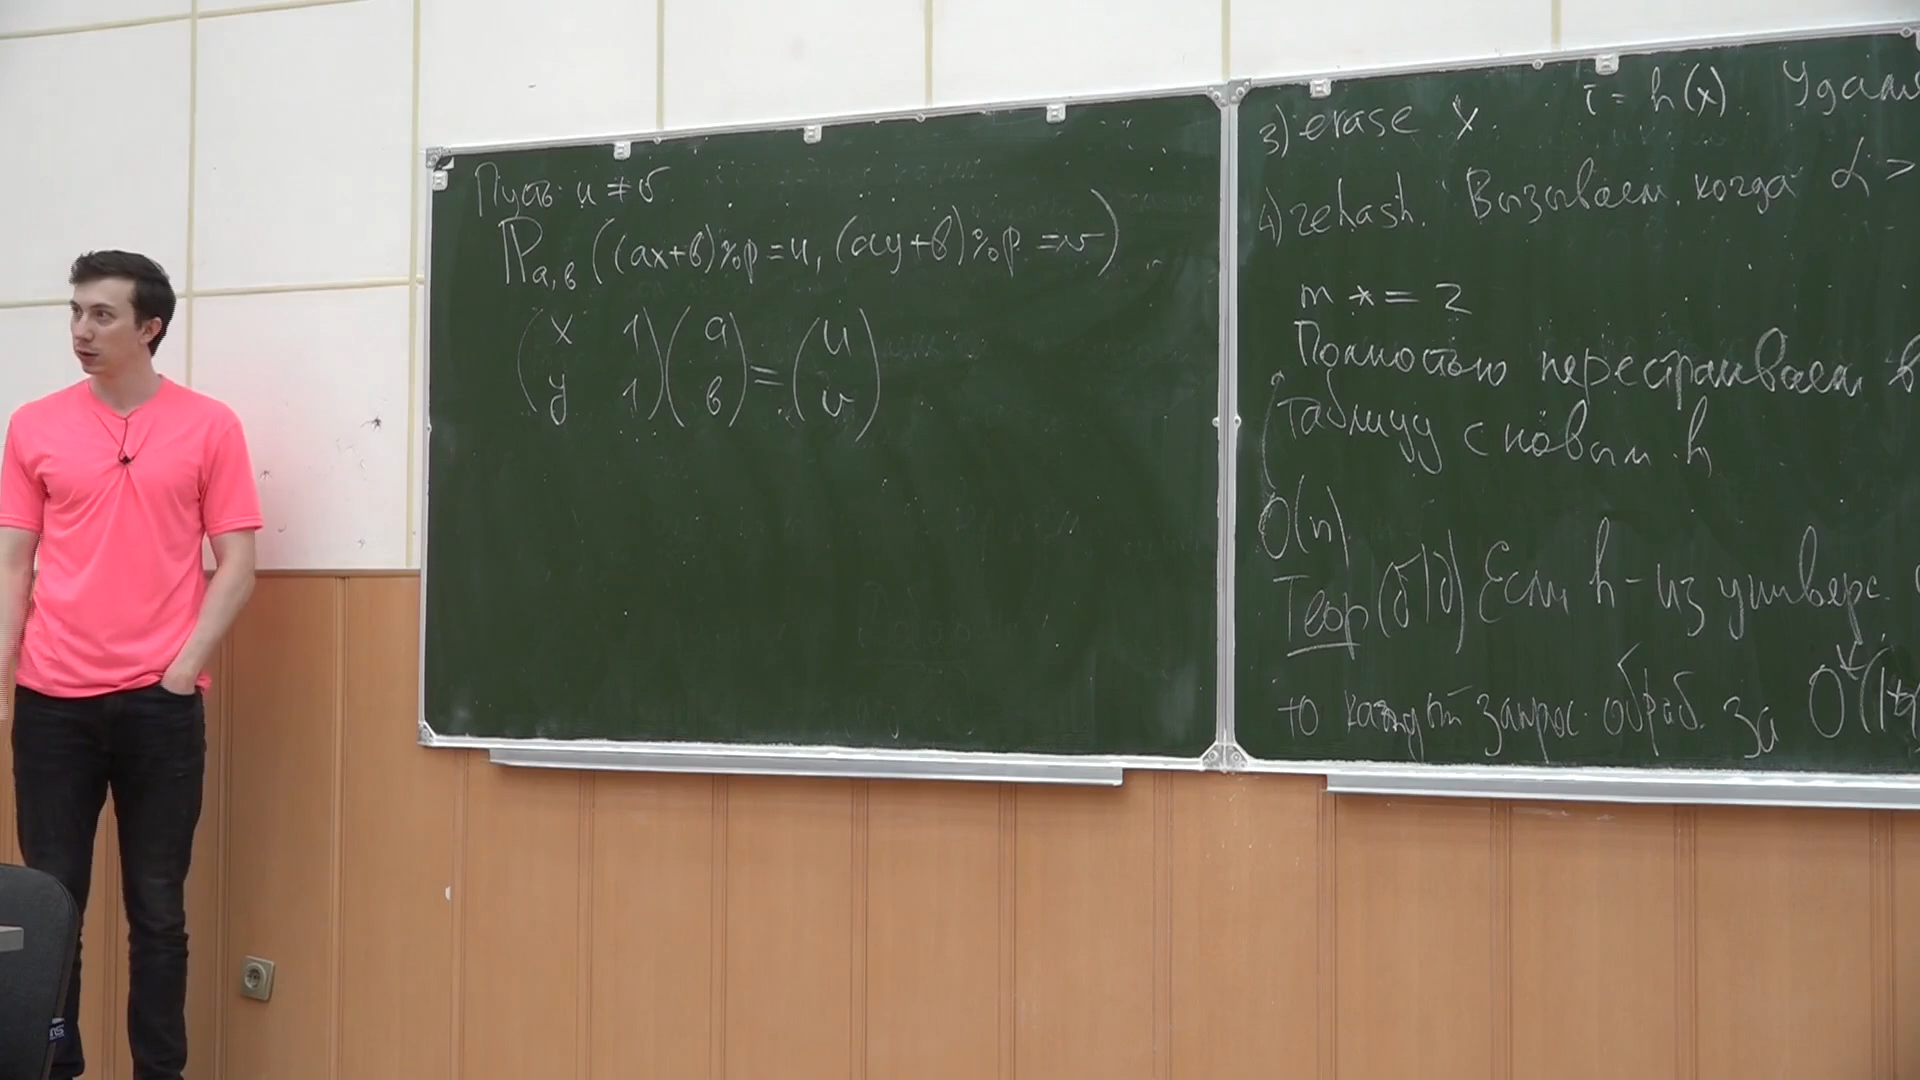 Пусть u ≠ v
ℙa,b ((ax+b)%p = u, (ay+b)%p = v)
(x 1) (a) = (u)
(y 1) (b) (v)
3) erase x. i = h(x). Удаля
4) rehash. Вызываем, когда α >
m *= 2
Полностью перестраиваем в
таблицу с новым h
O(n)
Теор (б/д) Если h - из универс.
то каждый запрос обраб. за O(1+